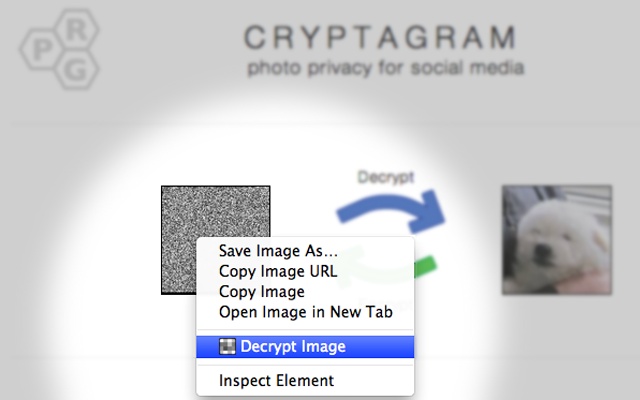 P R G
CRYPTAGRAM
photo privacy for social media
Decrypt
Save Image As...
Copy Image URL
Copy Image
Open Image in New Tab
Decrypt Image
Inspect Element